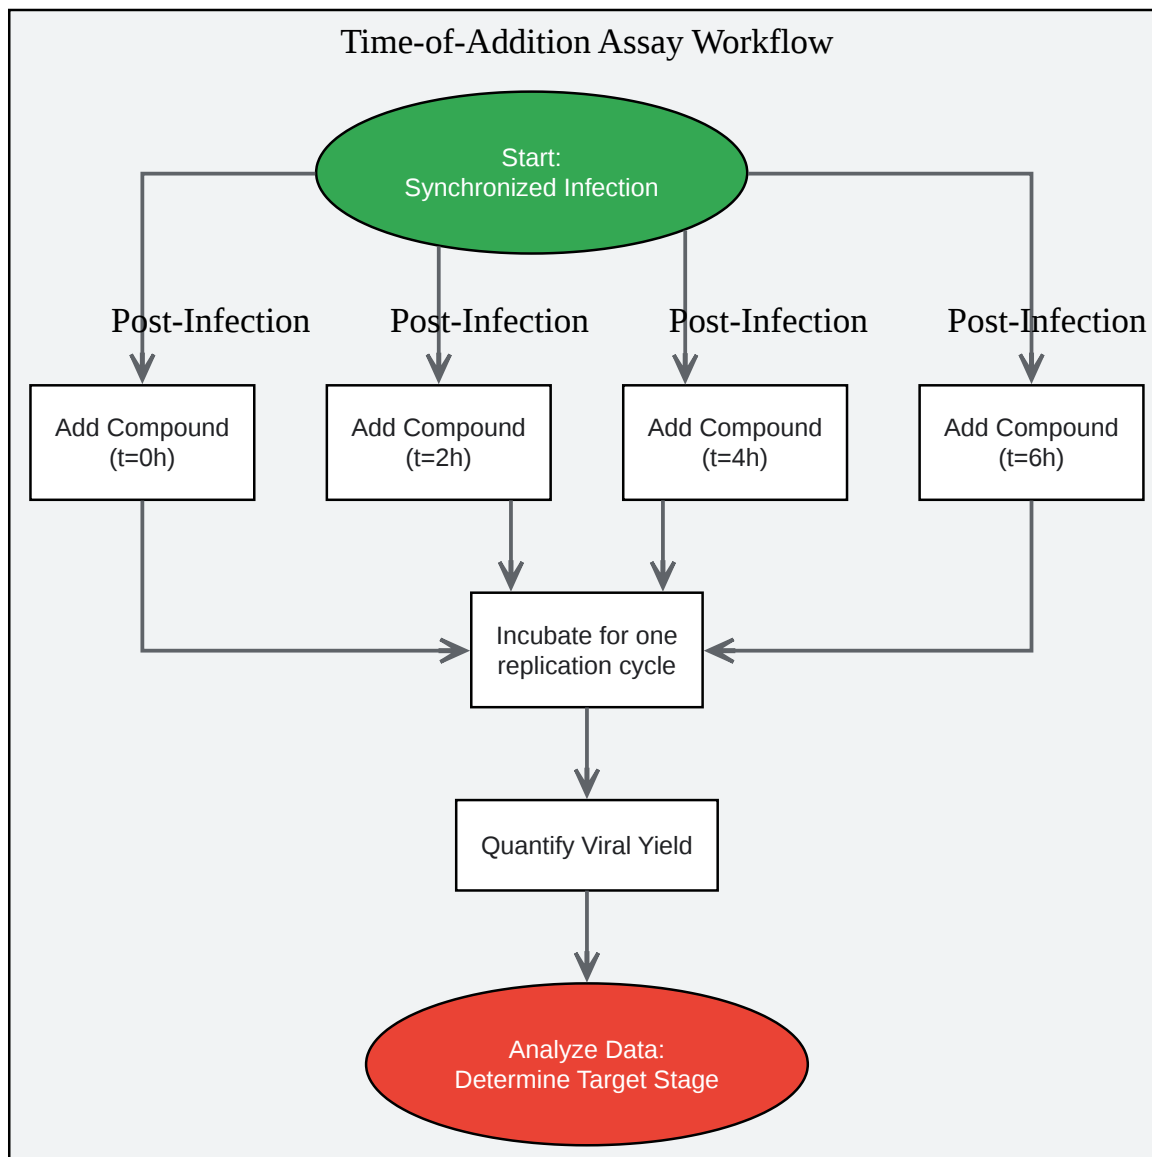 Time-of-Addition Assay Workflow
Start:
Synchronized Infection
Post-Infection
Post-Infection
Post-Infection
Post-Infection
Add Compound
(t=0h)
Add Compound
(t=2h)
Add Compound
(t=4h)
Add Compound
(t=6h)
Incubate for one
replication cycle
Quantify Viral Yield
Analyze Data:
Determine Target Stage